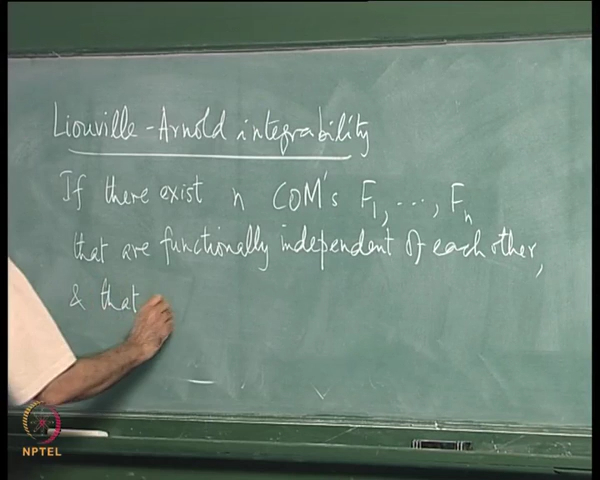 Liouville-Arnold integrability
If there exist n COM's F₁, ..., Fₙ
that are functionally independent of each other,
& that
NPTEL